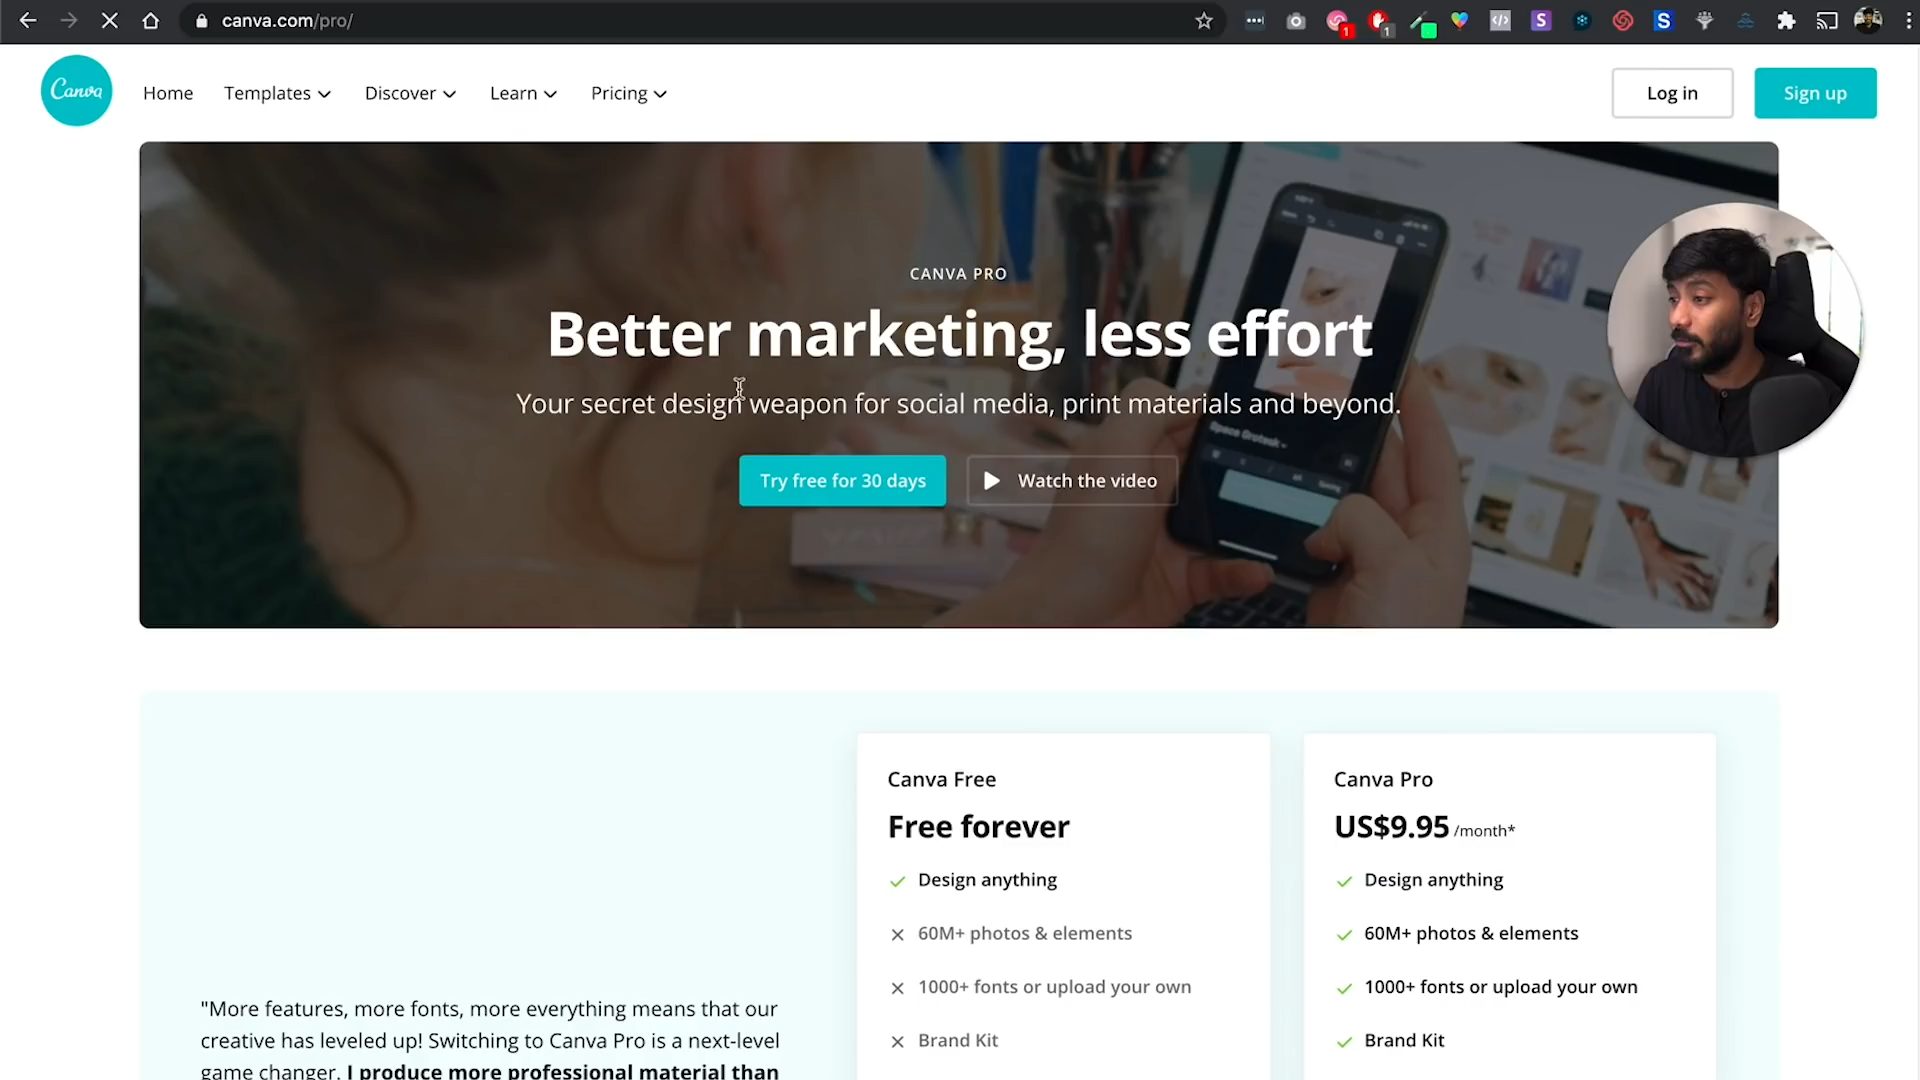 canva.com/pro/
1
1
S
S
Canva
Home
Templates
Discover
Learn
Pricing
Log in
Sign up
CANVA PRO
Better marketing, less effort
Your secret design weapon for social media, print materials and beyond.
Try free for 30 days
Watch the video
Space Grotesk
Canva Free
Free forever
Design anything
60M+ photos & elements
1000+ fonts or upload your own
Brand Kit
Canva Pro
US$9.95 /month*
Design anything
60M+ photos & elements
1000+ fonts or upload your own
Brand Kit
"More features, more fonts, more everything means that our
creative has leveled up! Switching to Canva Pro is a next-level
game changer. I produce more professional material than